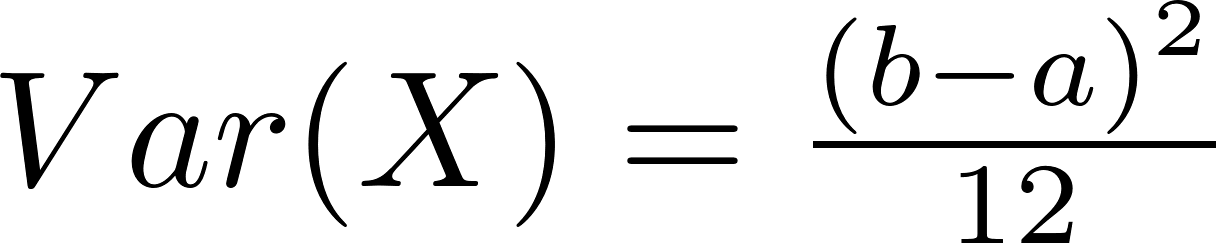 Var(X) = (b−a)²/12